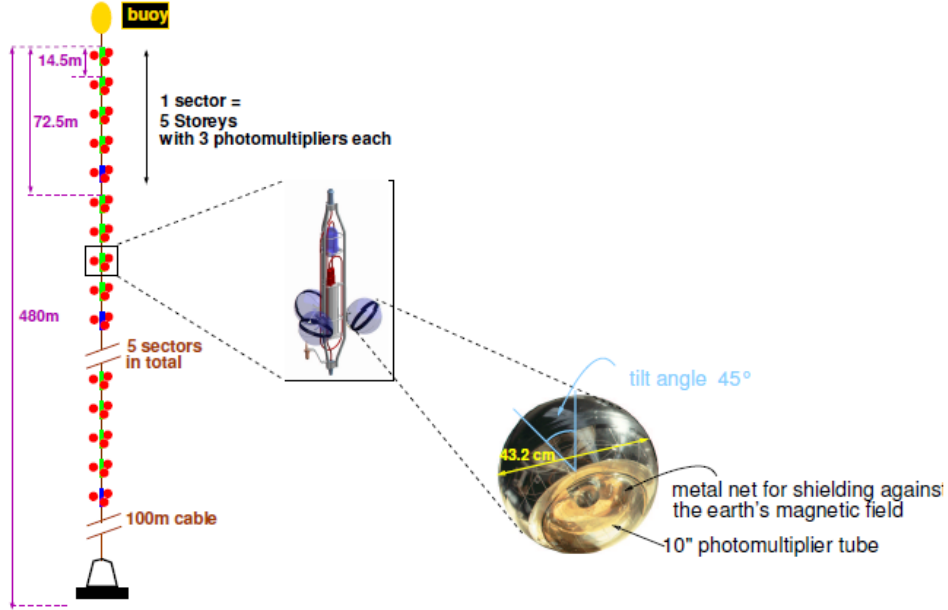 buoy
14.5m
1 sector =
5 Storeys
with 3 photomultipliers each
72.5m
480m
5 sectors
in total
tilt angle 45°
43.2 cm
metal net for shielding against
the earth's magnetic field
100m cable
10" photomultiplier tube